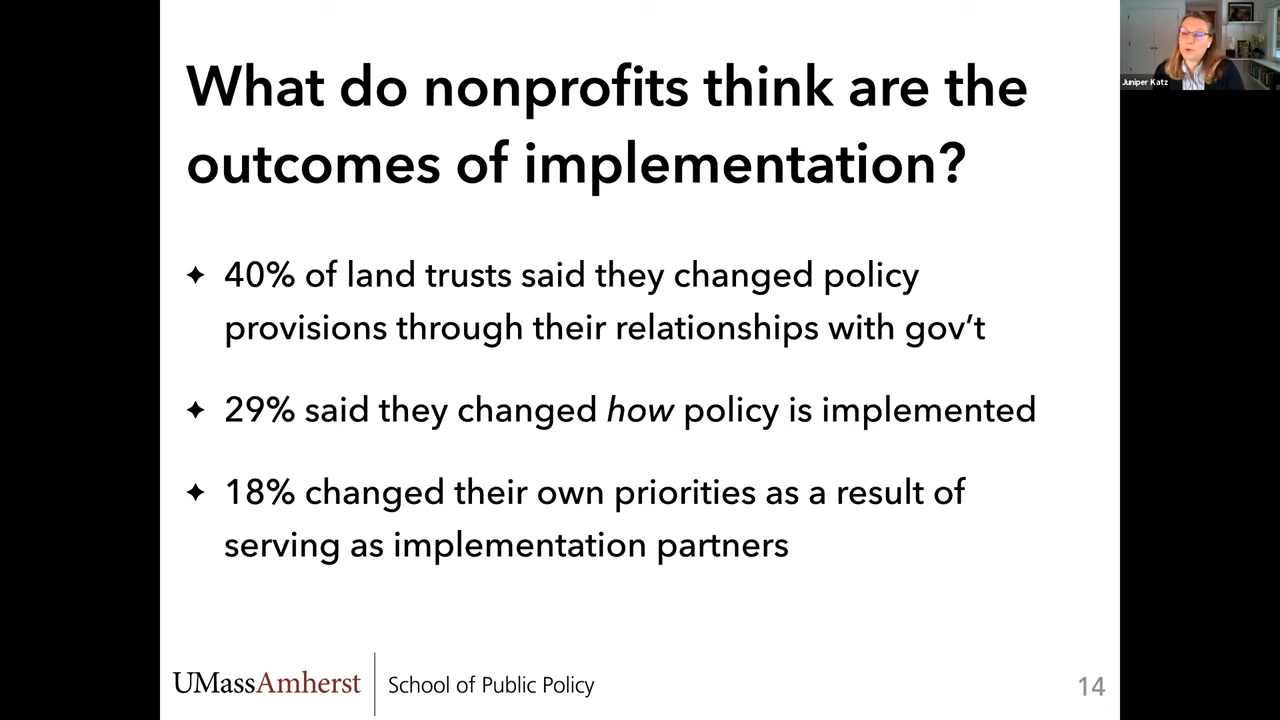 What do nonprofits think are the
outcomes of implementation?
✦ 40% of land trusts said they changed policy
provisions through their relationships with gov’t
✦ 29% said they changed how policy is implemented
✦ 18% changed their own priorities as a result of
serving as implementation partners
UMassAmherst
School of Public Policy
14
Juniper Katz